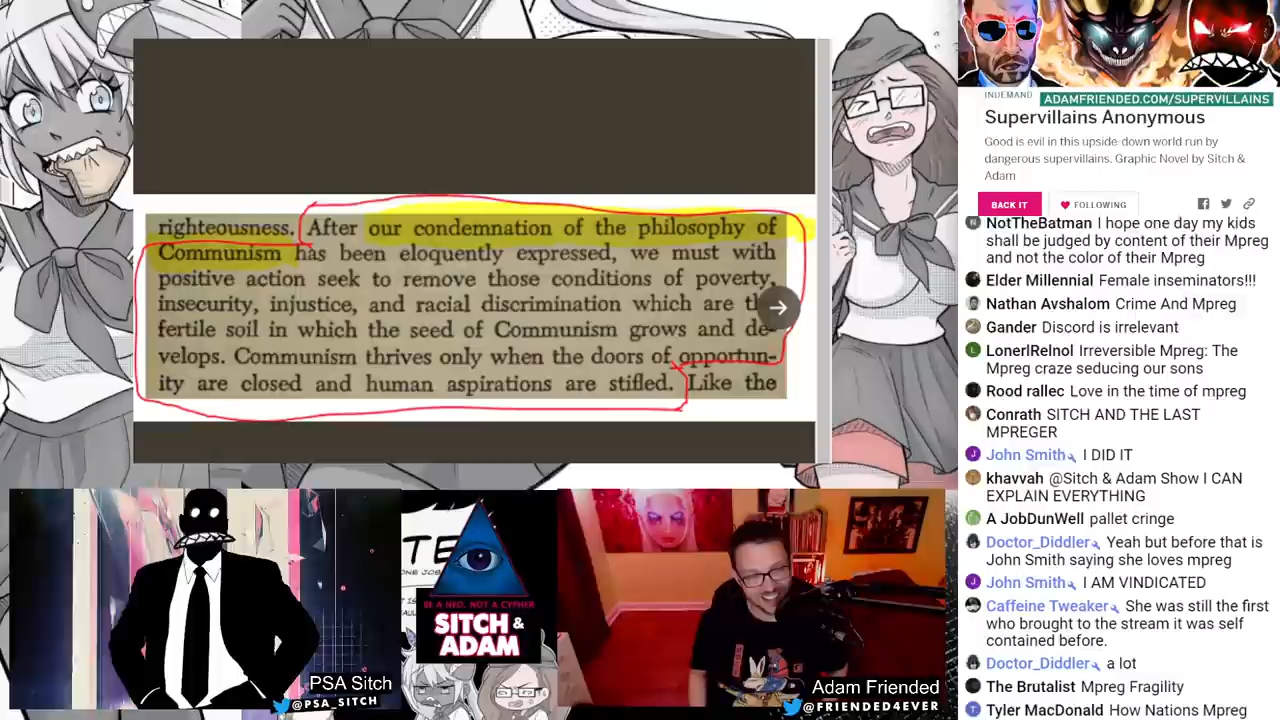 righteousness. After our condemnation of the philosophy of
Communism has been eloquently expressed, we must with
positive action seek to remove those conditions of poverty,
insecurity, injustice, and racial discrimination which are
fertile soil in which the seed of Communism grows and de-
velops. Communism thrives only when the doors of opportun-
ity are closed and human aspirations are stifled. Like the
INDEMAND
ADAMFRIENDED.COM/SUPERVILLAINS
Supervillains Anonymous
Good is evil in this upside-down world run by
dangerous supervillains. Graphic Novel by Sitch &
Adam
BACK IT
FOLLOWING
N
NotTheBatman I hope one day my kids
shall be judged by content of their Mpreg
and not the color of their Mpreg
Elder Millennial Female inseminators!!!
Nathan Avshalom Crime And Mpreg
Gander Discord is irrelevant
L
LonerlRelnol Irreversible Mpreg: The
Mpreg craze seducing our sons
Rood rallec Love in the time of mpreg
Conrath SITCH AND THE LAST
MPREGER
J
John Smith I DID IT
khavvah @Sitch & Adam Show I CAN
EXPLAIN EVERYTHING
A JobDunWell pallet cringe
Doctor_Diddler Yeah but before that is
John Smith saying she loves mpreg
J
John Smith I AM VINDICATED
Caffeine Tweaker She was still the first
who brought to the stream it was self
contained before.
Doctor_Diddler a lot
The Brutalist Mpreg Fragility
T
Tyler MacDonald How Nations Mpreg
PSA Sitch
@PSA_SITCH
TE
BE A NEO, NOT A CYPHER
SITCH &
ADAM
Adam Friended
@FRIENDED4EVER